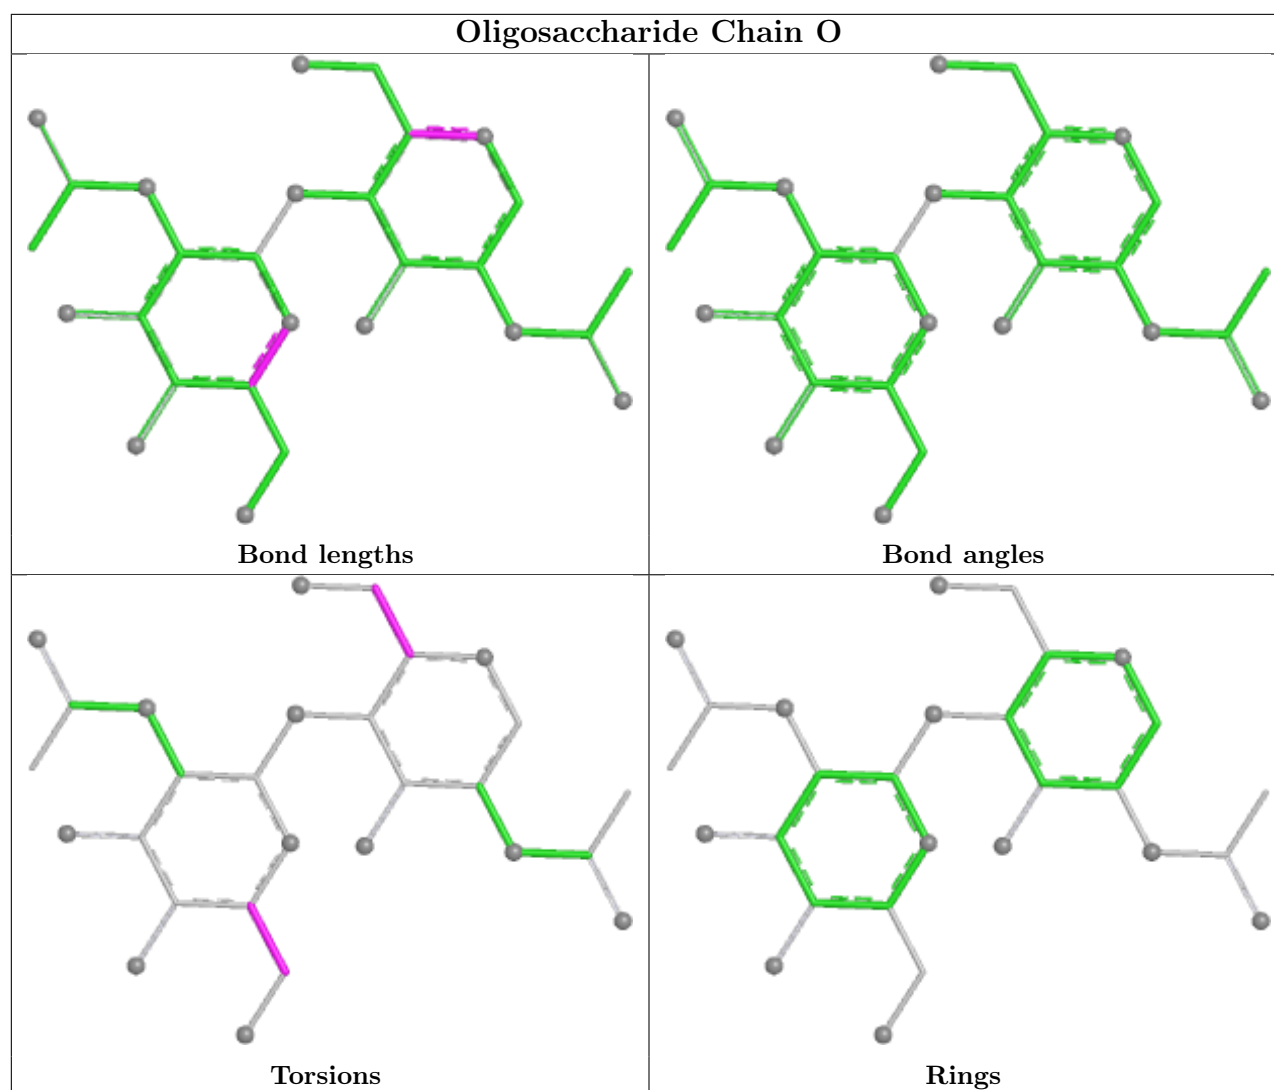 Oligosaccharide Chain O
Bond lengths
Bond angles
Torsions
Rings